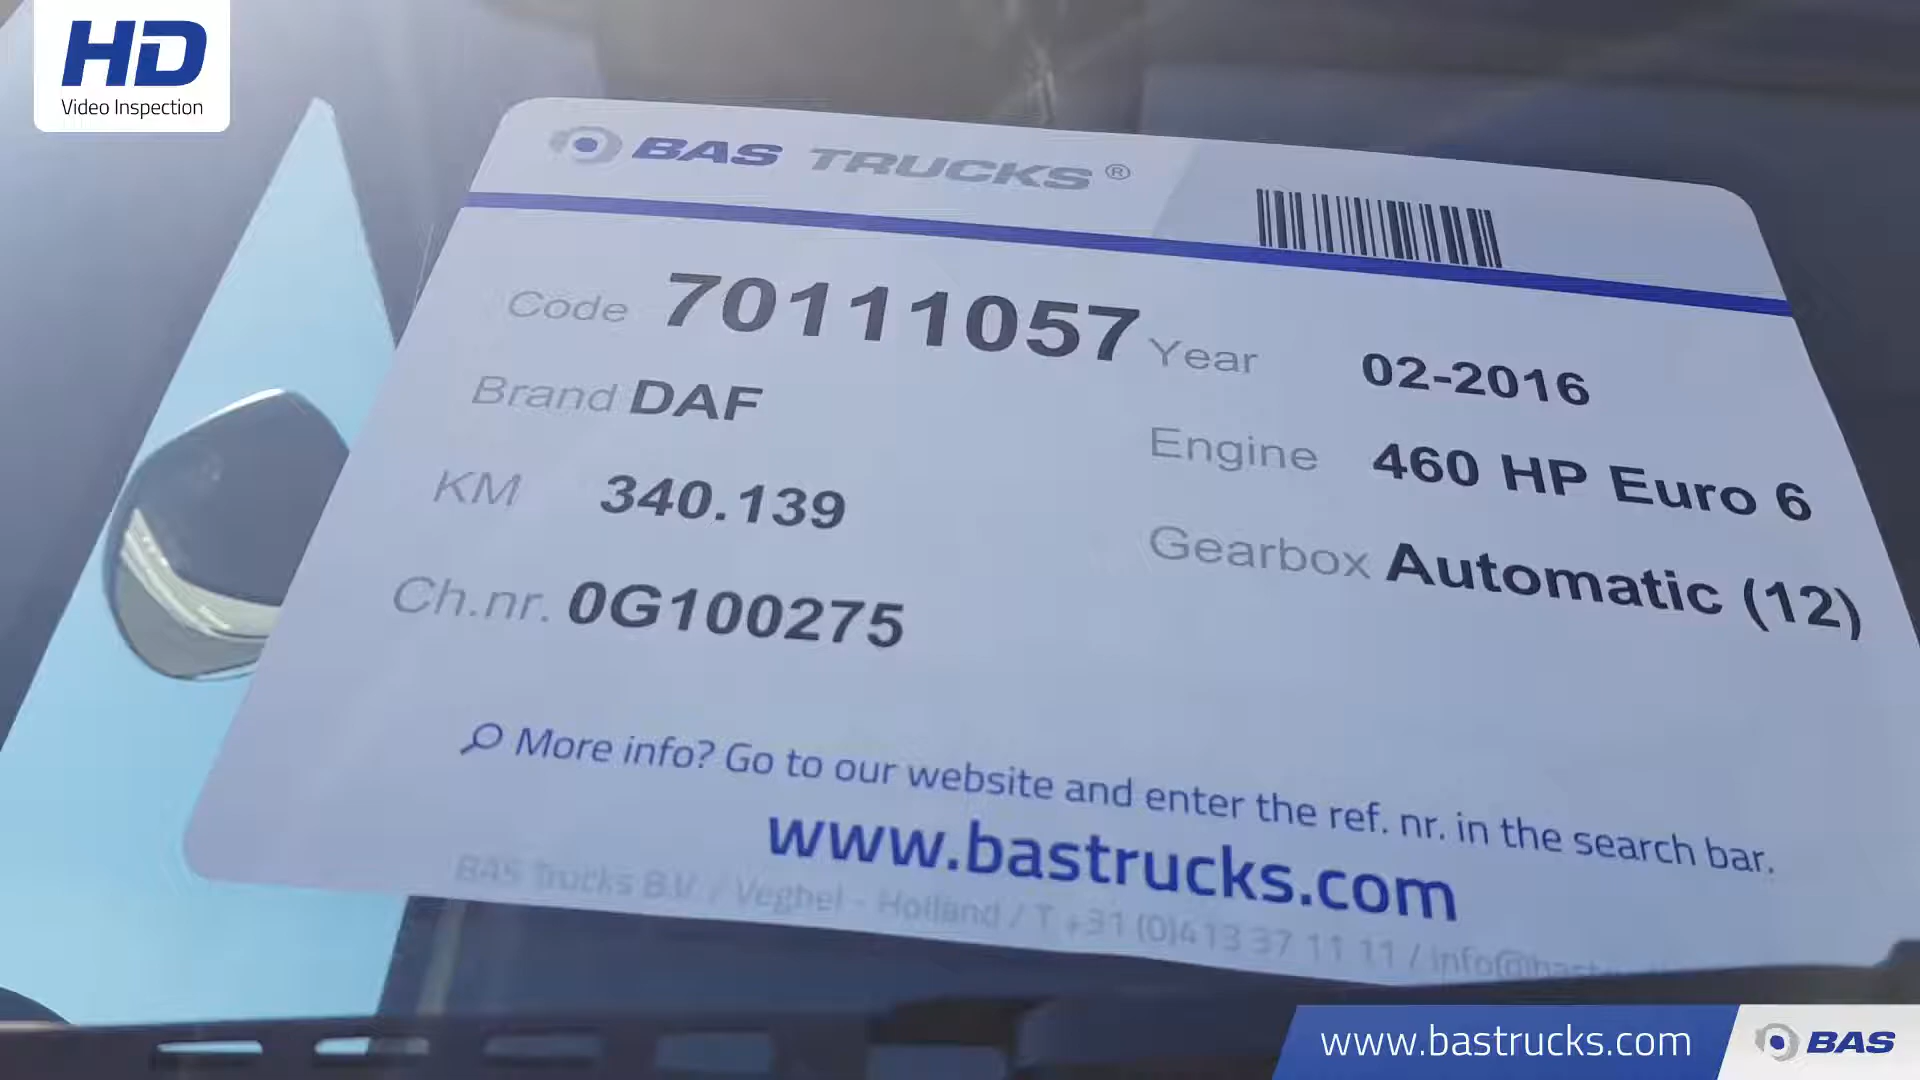 HD
Video Inspection
BAS TRUCKS®
Code 70111057
Year 02-2016
Brand DAF
Engine 460 HP Euro 6
KM 340.139
Gearbox Automatic (12)
Ch.nr. 0G100275
More info? Go to our website and enter the ref. nr. in the search bar.
www.bastrucks.com
BAS Trucks B.V. / Veghel - Holland / T +31 (0)413 37 11 11 /
www.bastrucks.com
BAS